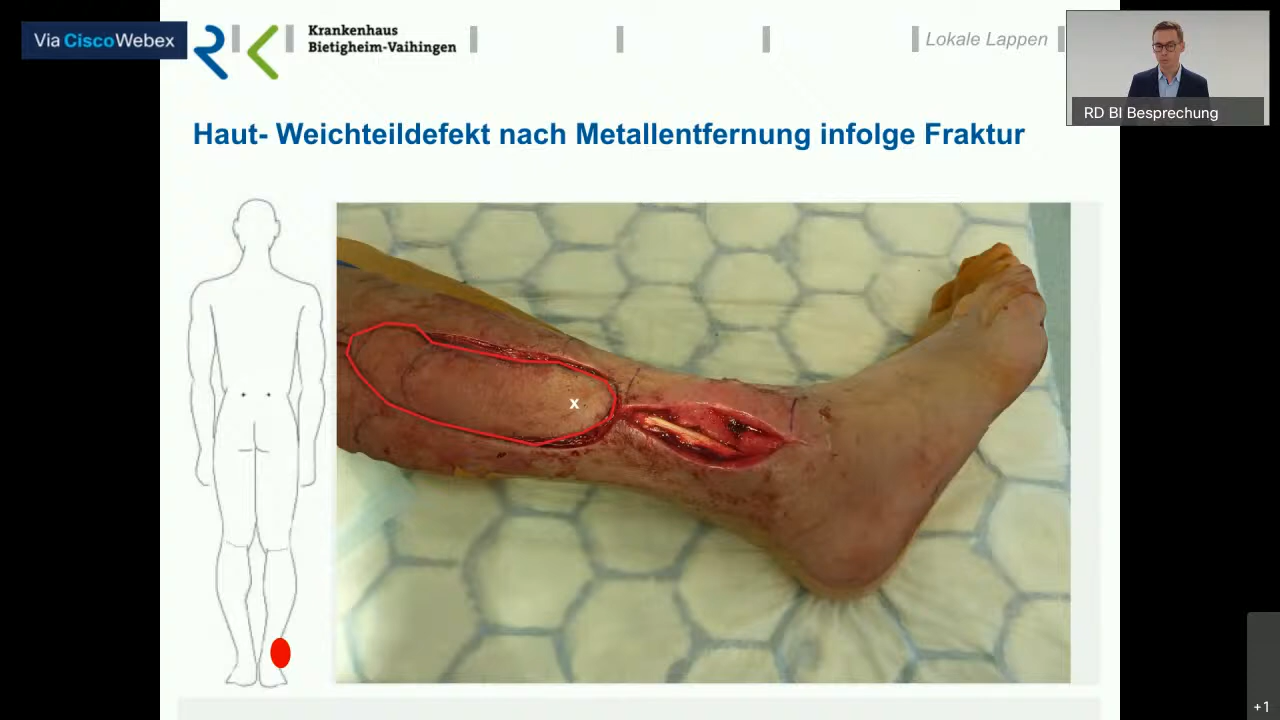 Via CiscoWebex
Krankenhaus
Bietigheim-Vaihingen
Lokale Lappen
RD BI Besprechung
Haut- Weichteildefekt nach Metallentfernung infolge Fraktur
x
+1